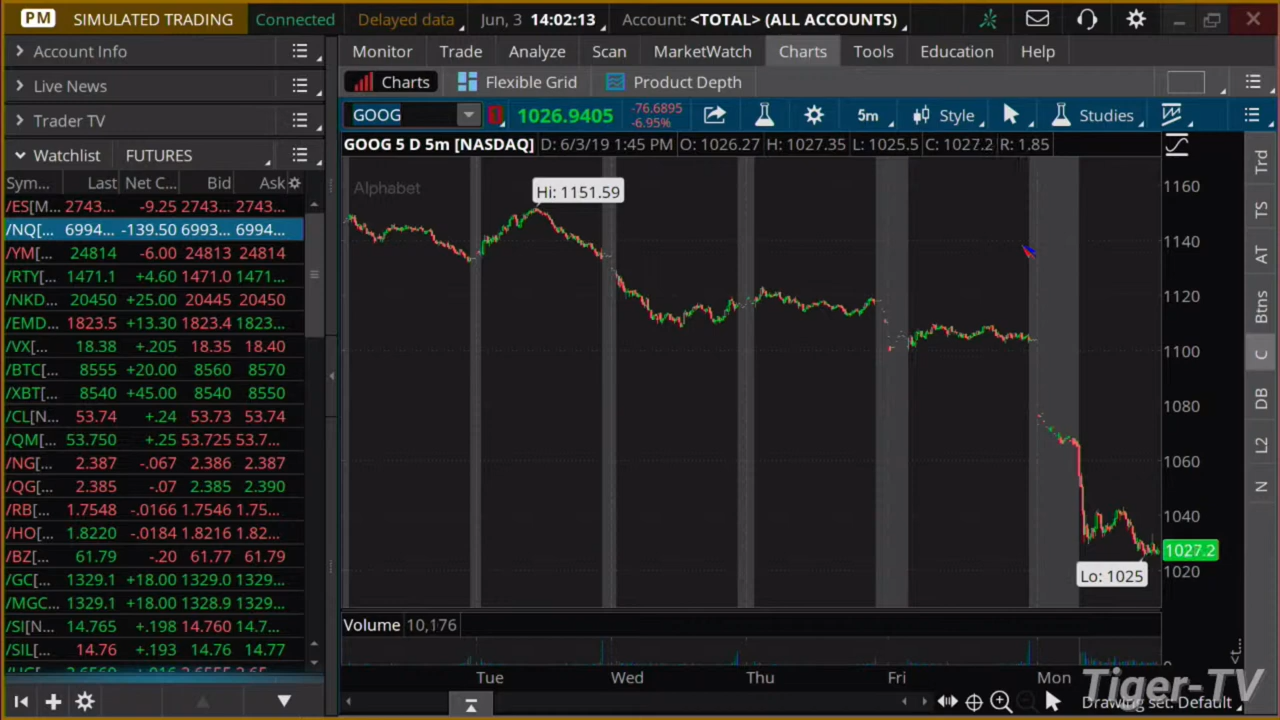 PM SIMULATED TRADING Connected Delayed data Jun, 3 14:02:13 Account: <TOTAL> (ALL ACCOUNTS)
Account Info
Live News
Trader TV
Watchlist FUTURES
Sym... Last Net C... Bid Ask
/ES[M... 2743... -9.25 2743... 2743...
/NQ[... 6994... -139.50 6993... 6994...
/YM[... 24814 -6.00 24813 24814
/RTY[... 1471.1 +4.60 1471.0 1471...
/NKD... 20450 +25.00 20445 20450
/EMD... 1823.5 +13.30 1823.4 1823...
/VX[... 18.38 +.205 18.35 18.40
/BTC[... 8555 +20.00 8560 8570
/XBT[... 8540 +45.00 8540 8550
/CL[N... 53.74 +.24 53.73 53.74
/QM[... 53.750 +.25 53.725 53.7...
/NG[... 2.387 -.067 2.386 2.387
/QG[... 2.385 -.07 2.385 2.390
/RB[... 1.7548 -.0166 1.7546 1.75...
/HO[... 1.8220 -.0184 1.8216 1.82...
/BZ[... 61.79 -.20 61.77 61.79
/GC[... 1329.1 +18.00 1329.0 1329...
/MGC... 1329.1 +18.00 1328.9 1329...
/SI[N... 14.765 +.198 14.760 14.7...
/SIL[... 14.76 +.193 14.76 14.77
Monitor Trade Analyze Scan MarketWatch Charts Tools Education Help
Charts Flexible Grid Product Depth
GOOG 1026.9405 -76.6895 -6.95% 5m Style Studies
GOOG 5 D 5m [NASDAQ] D: 6/3/19 1:45 PM O: 1026.27 H: 1027.35 L: 1025.5 C: 1027.2 R: 1.85
Alphabet
Hi: 1151.59
1160
1140
1120
1100
1080
1060
1040
1027.2
1020
Lo: 1025
Volume 10,176
Tue Wed Thu Fri Mon
Drawing set: Default
Trd
TS
AT
Btns
C
DB
L2
N
Tiger-TV